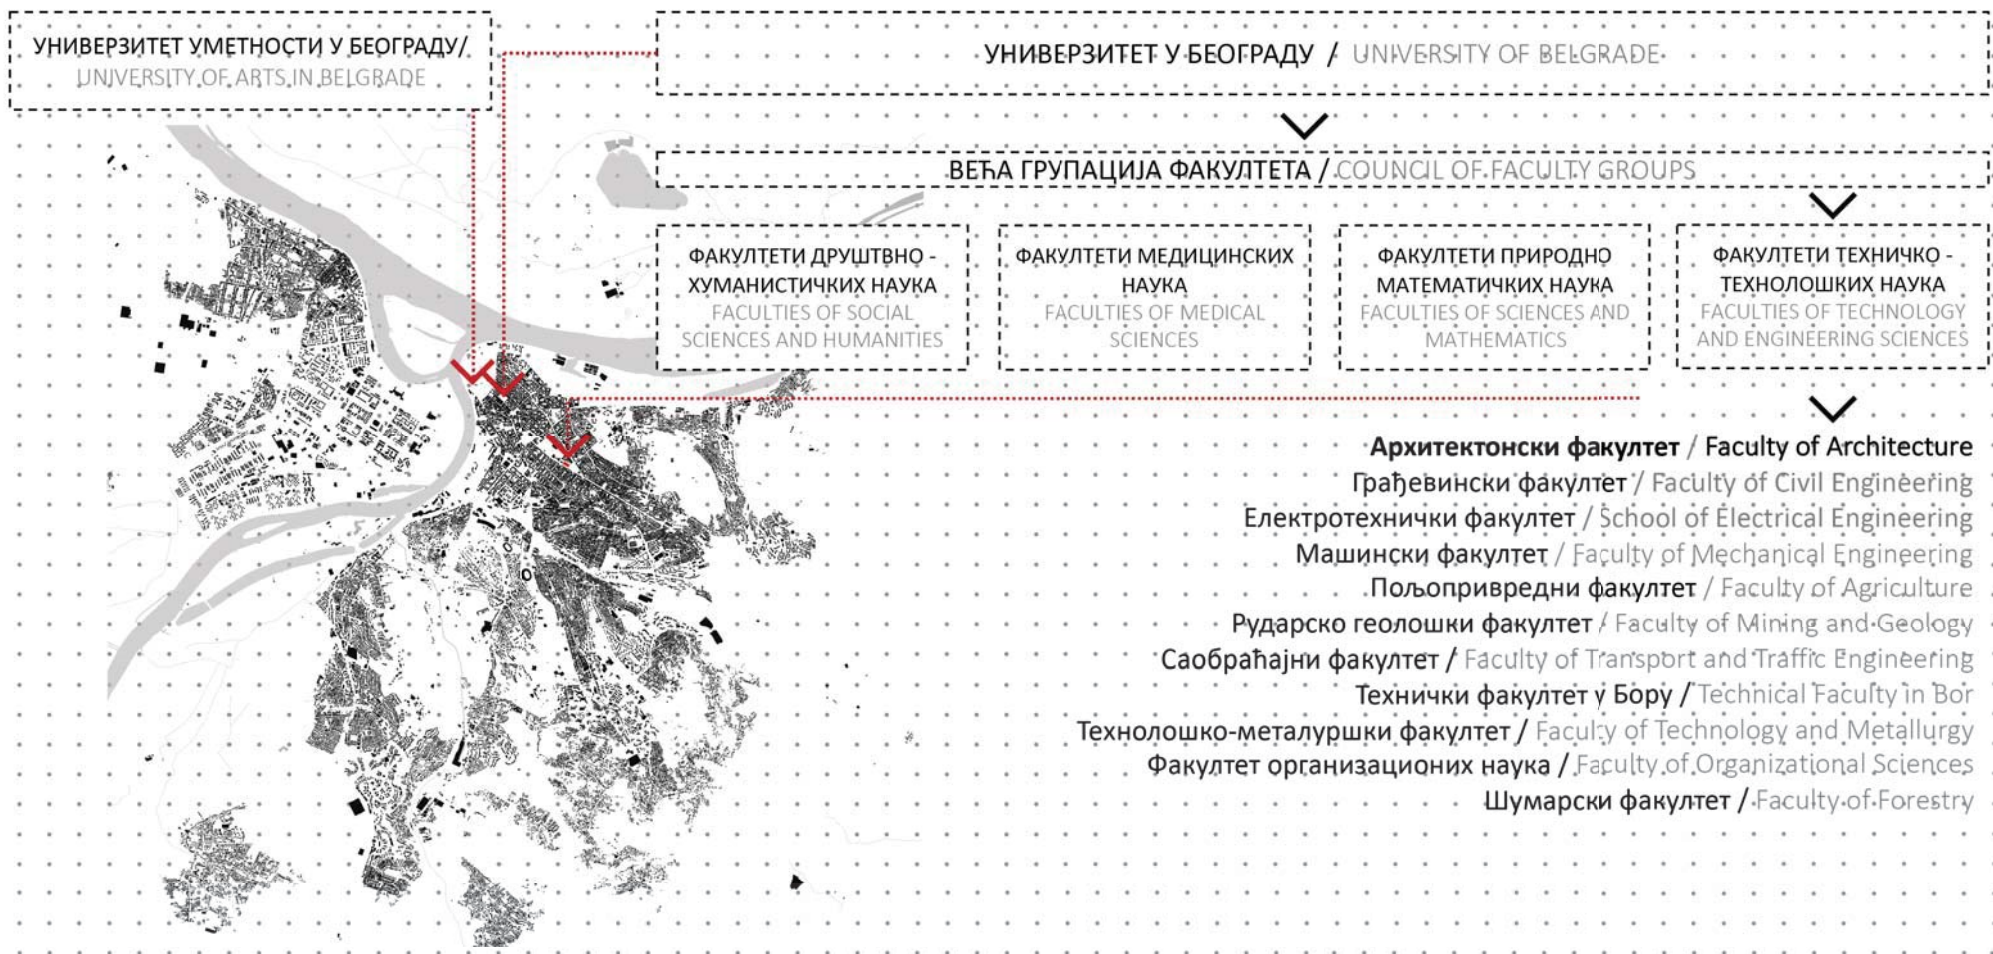 УНИВЕРЗИТЕТ УМЕТНОСТИ У БЕОГРАДУ/
UNIVERSITY OF ARTS IN BELGRADE
УНИВЕРЗИТЕТ У БЕОГРАДУ / UNIVERSITY OF BELGRADE
ВЕЋА ГРУПАЦИЈА ФАКУЛТЕТА / COUNCIL OF FACULTY GROUPS
ФАКУЛТЕТИ ДРУШТВНО -
ХУМАНИСТИЧКИХ НАУКА
FACULTIES OF SOCIAL
SCIENCES AND HUMANITIES
ФАКУЛТЕТИ МЕДИЦИНСКИХ
НАУКА
FACULTIES OF MEDICAL
SCIENCES
ФАКУЛТЕТИ ПРИРОДНО
МАТЕМАТИЧКИХ НАУКА
FACULTIES OF SCIENCES AND
MATHEMATICS
ФАКУЛТЕТИ ТЕХНИЧКО -
ТЕХНОЛОШКИХ НАУКА
FACULTIES OF TECHNOLOGY
AND ENGINEERING SCIENCES
Архитектонски факултет / Faculty of Architecture
Грађевински факултет / Faculty of Civil Engineering
Електротехнички факултет / School of Electrical Engineering
Машински факултет / Faculty of Mechanical Engineering
Пољопривредни факултет / Faculty of Agriculture
Рударско геолошки факултет / Faculty of Mining and Geology
Саобраћајни факултет / Faculty of Transport and Traffic Engineering
Технички факултет у Бору / Technical Faculty in Bor
Технолошко-металуршки факултет / Faculty of Technology and Metallurgy
Факултет организационих наука / Faculty of Organizational Sciences
Шумарски факултет / Faculty of Forestry